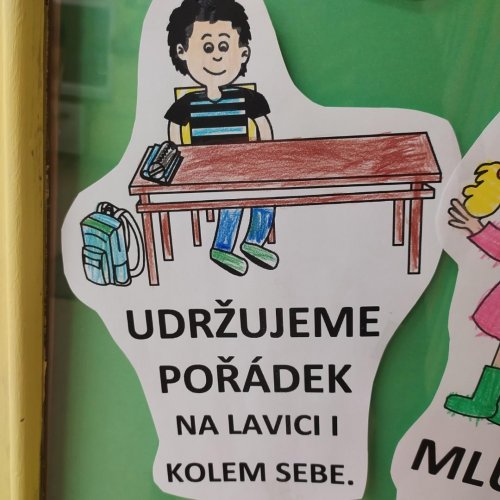 UDRŽUJEME
POŘÁDEK
NA LAVICI I
KOLEM SEBE.